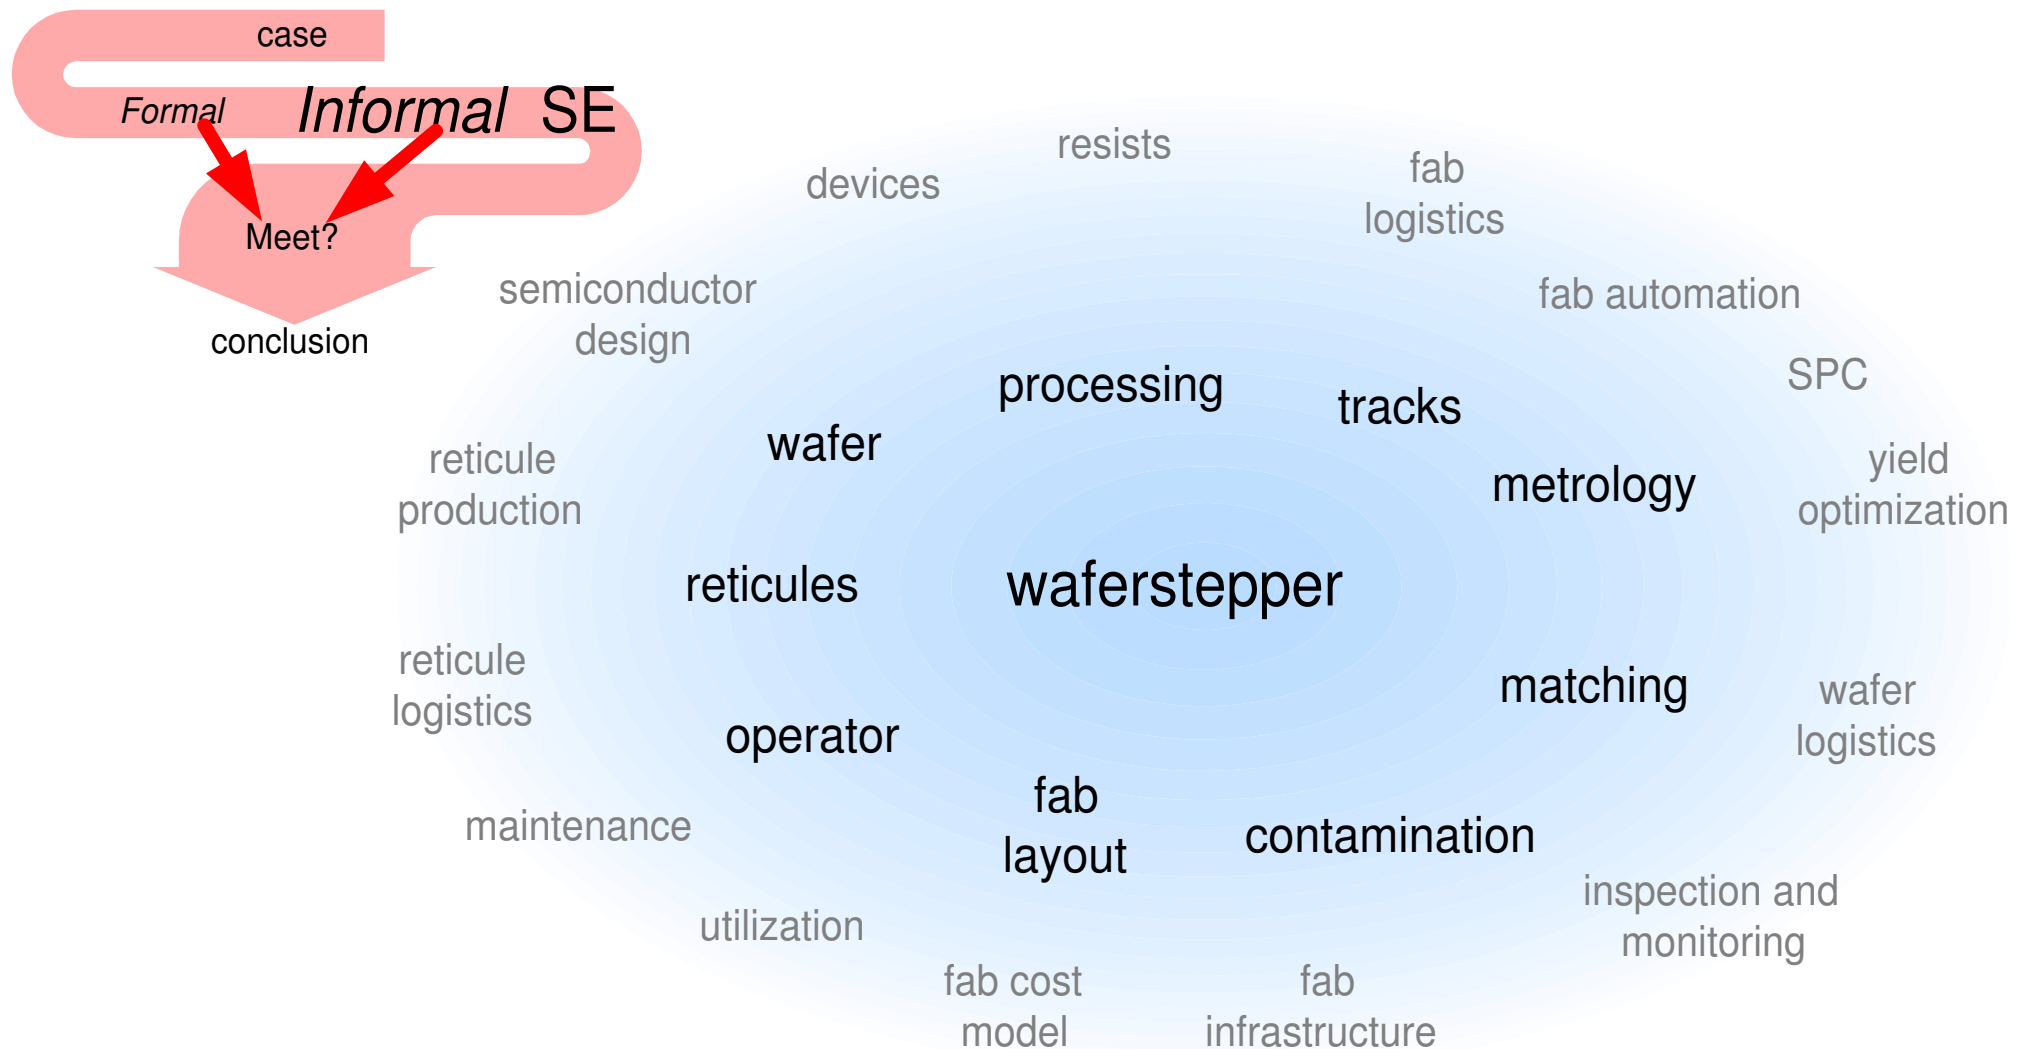 case
Formal Informal SE
Meet?
conclusion
resists
devices
fab
logistics
semiconductor
design
fab automation
SPC
processing
tracks
wafer
reticule
production
metrology
yield
optimization
reticules
waferstepper
reticule
logistics
matching
wafer
logistics
operator
fab
layout
maintenance
contamination
inspection and
monitoring
utilization
fab cost
model
fab
infrastructure